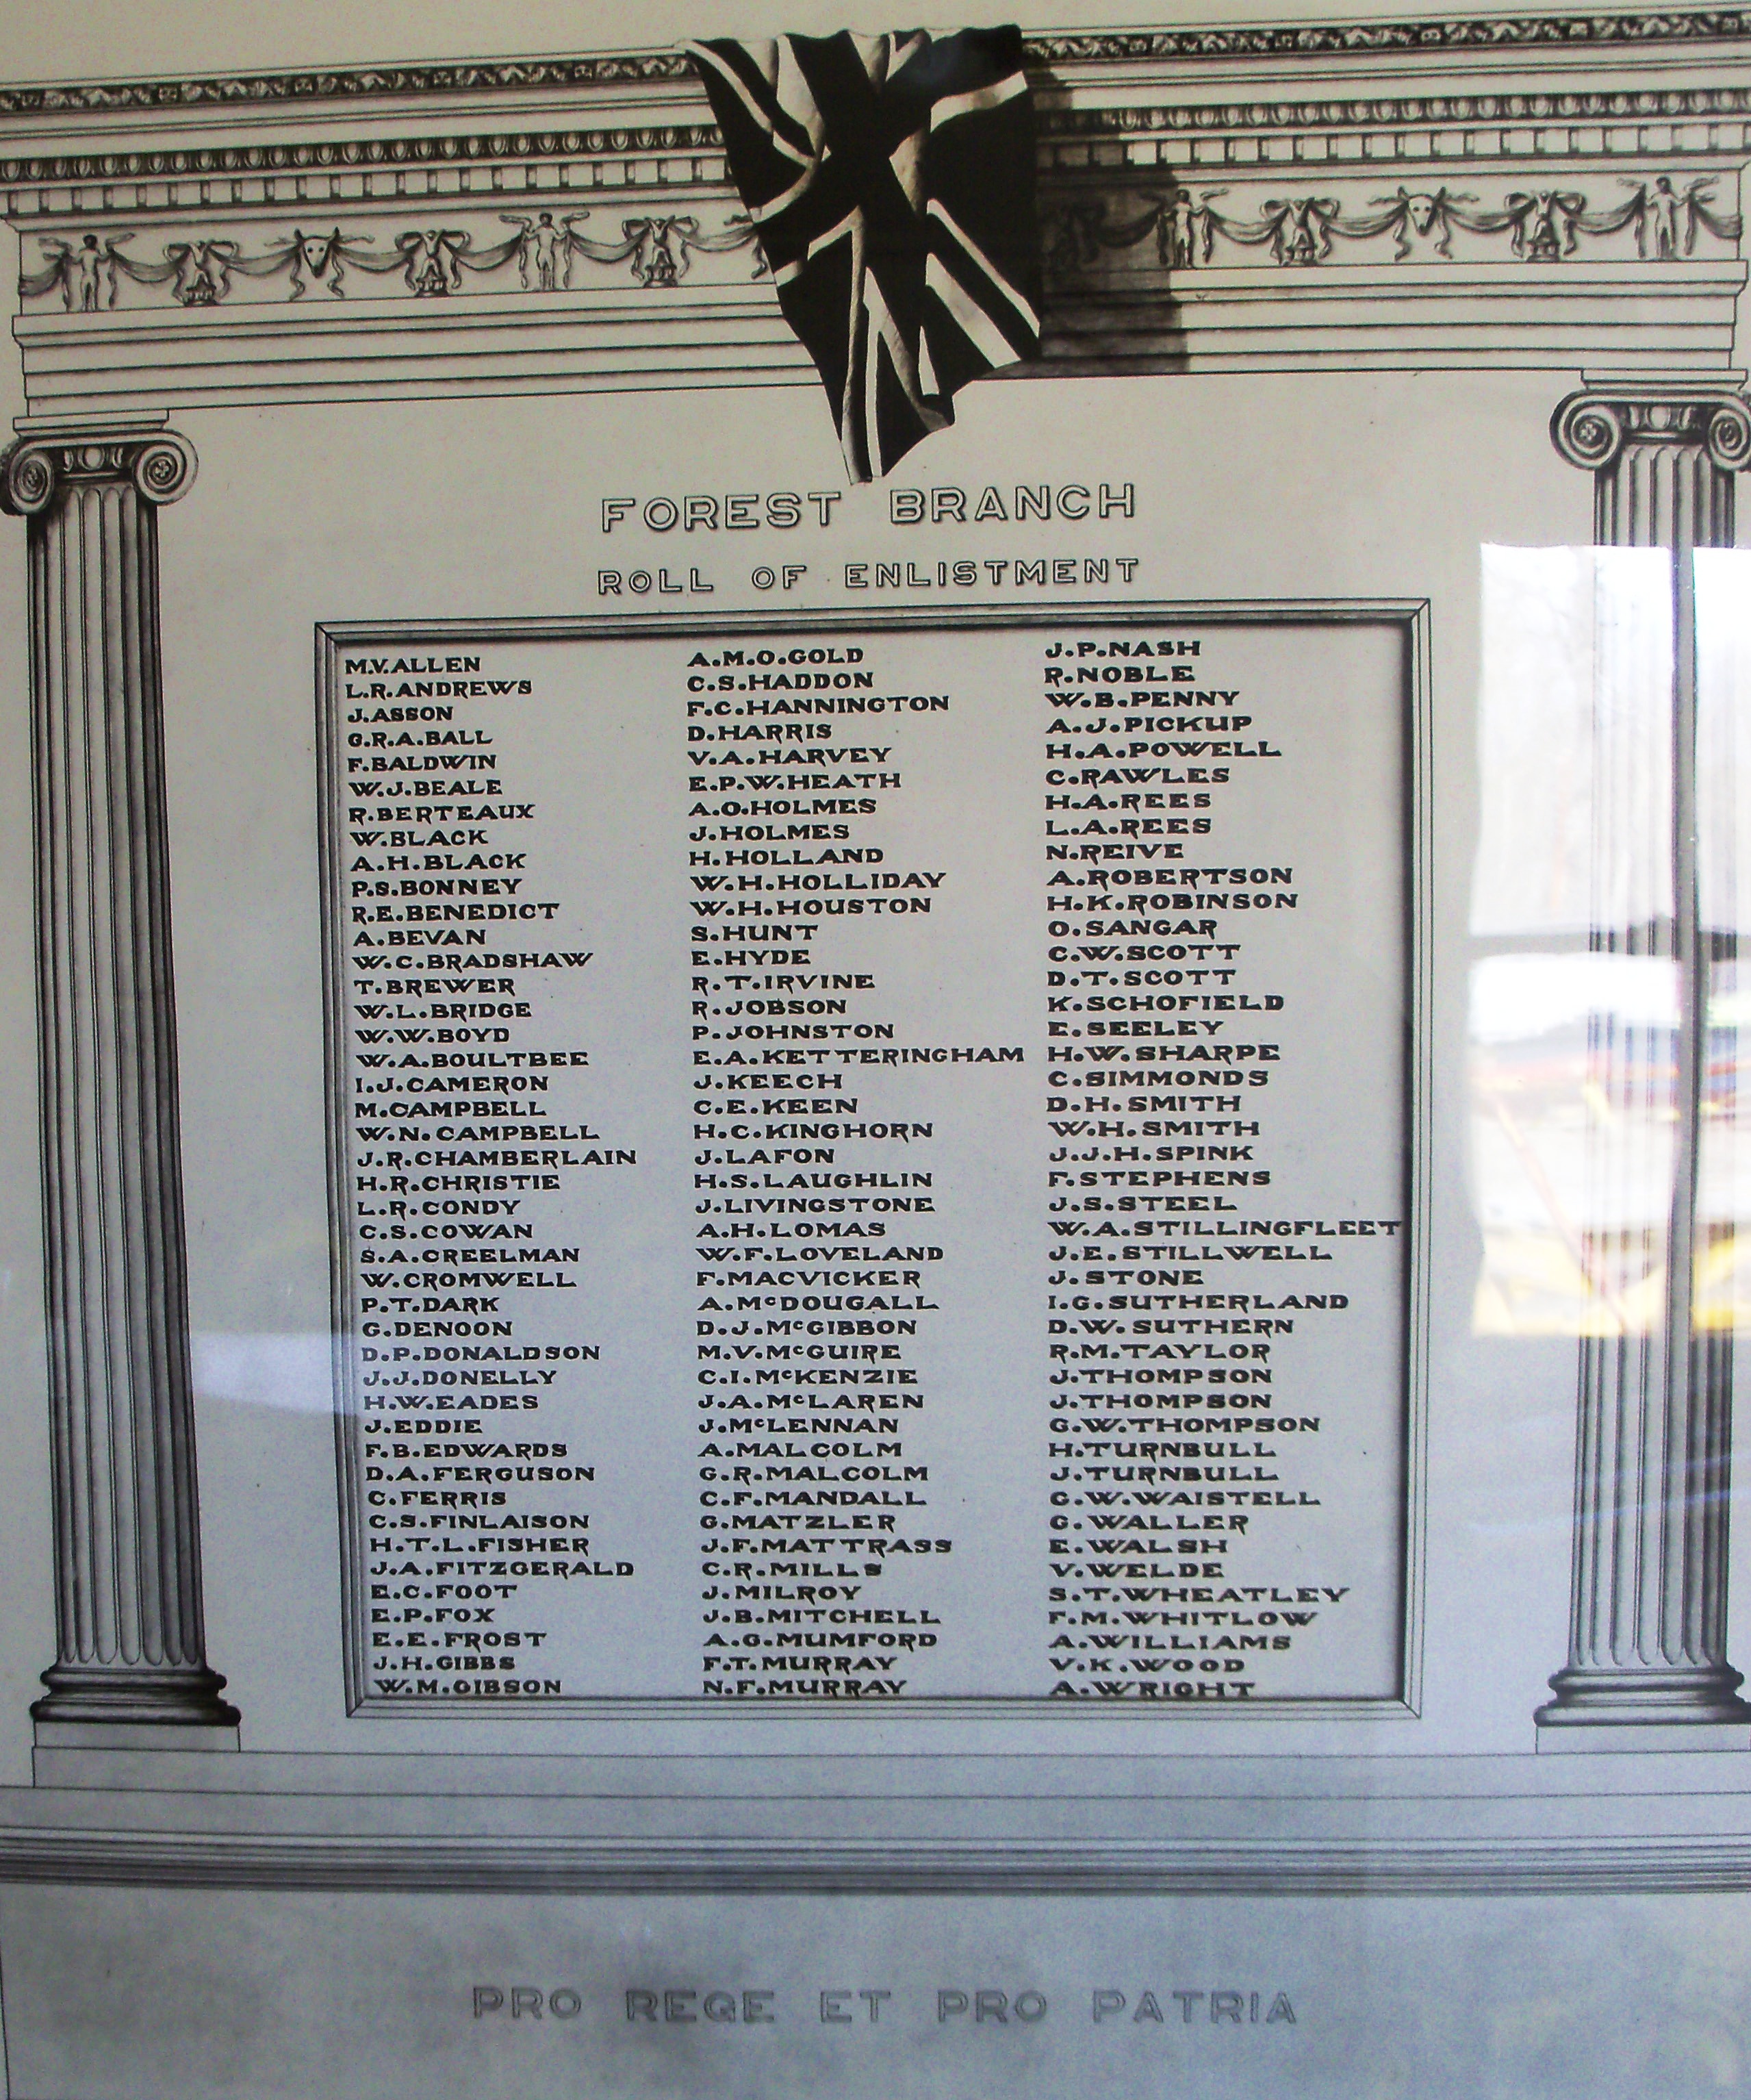 FOREST BRANCH
ROLL OF ENLISTMENT
M.V.ALLEN
L.R.ANDREWS
J.ASSON
G.R.A.BALL
F.BALDWIN
W.J.BEALE
R.BERTEAUX
W.BLACK
A.H.BLACK
P.S.BONNEY
R.E.BENEDICT
A.BEVAN
W.C.BRADSHAW
T.BREWER
W.L.BRIDGE
W.W.BOYD
W.A.BOULTBEE
I.J.CAMERON
M.CAMPBELL
W.N.CAMPBELL
J.R.CHAMBERLAIN
H.R.CHRISTIE
L.R.CONDY
C.S.COWAN
S.A.CREELMAN
W.CROMWELL
P.T.DARK
G.DENOON
D.P.DONALDSON
J.J.DONELLY
H.W.EADES
J.EDDIE
F.B.EDWARDS
D.A.FERGUSON
C.FERRIS
C.S.FINLAISON
H.T.L.FISHER
J.A.FITZGERALD
E.C.FOOT
E.P.FOX
E.E.FROST
J.H.GIBBS
W.M.GIBSON
A.M.O.GOLD
C.S.HADDON
F.C.HANNINGTON
D.HARRIS
V.A.HARVEY
E.P.W.HEATH
A.O.HOLMES
J.HOLMES
H.HOLLAND
W.H.HOLLIDAY
W.H.HOUSTON
S.HUNT
E.HYDE
R.T.IRVINE
R.JOBSON
P.JOHNSTON
E.A.KETTERINGHAM
J.KEECH
C.E.KEEN
H.C.KINGHORN
J.LAFON
H.S.LAUGHLIN
J.LIVINGSTONE
A.H.LOMAS
W.F.LOVELAND
F.MACVICKER
A.McDOUGALL
D.J.McGIBBON
M.V.McGUIRE
C.I.McKENZIE
J.A.McLAREN
J.McLENNAN
A.MALCOLM
G.R.MALCOLM
C.F.MANDALL
G.MATZLER
J.F.MATTRASS
C.R.MILLS
J.MILROY
J.B.MITCHELL
A.G.MUMFORD
F.T.MURRAY
N.F.MURRAY
J.P.NASH
R.NOBLE
W.B.PENNY
A.J.PICKUP
H.A.POWELL
C.RAWLES
H.A.REES
L.A.REES
N.REIVE
A.ROBERTSON
H.K.ROBINSON
O.SANGAR
C.W.SCOTT
D.T.SCOTT
K.SCHOFIELD
E.SEELEY
H.W.SHARPE
C.SIMMONDS
D.H.SMITH
W.H.SMITH
J.J.H.SPINK
F.STEPHENS
J.S.STEEL
W.A.STILLINGFLEET
J.E.STILLWELL
J.STONE
I.G.SUTHERLAND
D.W.SUTHERN
R.M.TAYLOR
J.THOMPSON
J.THOMPSON
G.W.THOMPSON
H.TURNBULL
J.TURNBULL
G.W.WAISTELL
G.WALLER
E.WALSH
V.WELDE
S.T.WHEATLEY
F.M.WHITLOW
A.WILLIAMS
V.K.WOOD
A.WRIGHT
PRO REGE ET PRO PATRIA